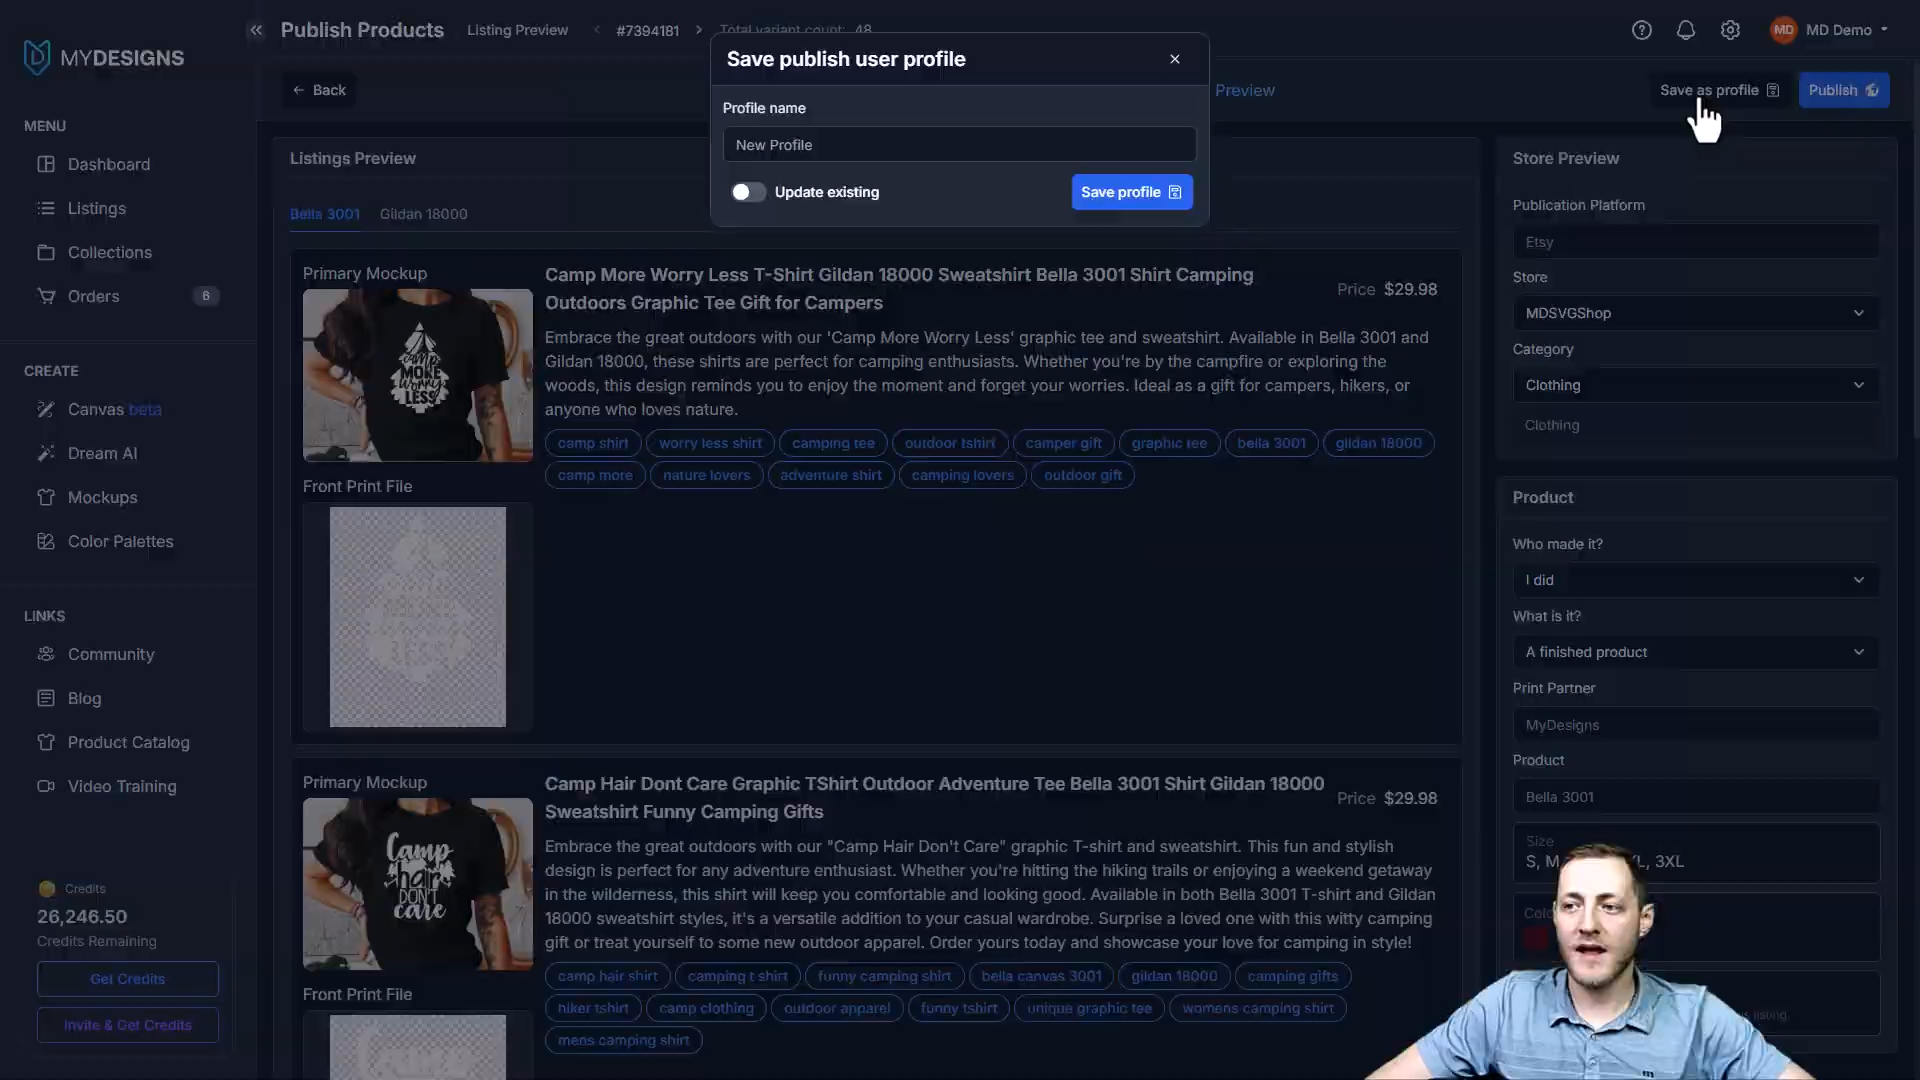 MYDESIGNS
MENU
Dashboard
Listings
Collections
Orders
6
CREATE
Canvas beta
Dream AI
Mockups
Color Palettes
LINKS
Community
Blog
Product Catalog
Video Training
Credits
26,246.50
Credits Remaining
Get Credits
Invite & Get Credits
Publish Products
Listing Preview
#7394181
Total variant count: 48
MD
MD Demo
Back
Preview
Save as profile
Publish
Save publish user profile
Profile name
New Profile
Update existing
Save profile
Listings Preview
Bella 3001
Gildan 18000
Primary Mockup
CAMP
MORE
Worry
LESS
Front Print File
Camp More Worry Less T-Shirt Gildan 18000 Sweatshirt Bella 3001 Shirt Camping
Outdoors Graphic Tee Gift for Campers
Price $29.98
Embrace the great outdoors with our 'Camp More Worry Less' graphic tee and sweatshirt. Available in Bella 3001 and
Gildan 18000, these shirts are perfect for camping enthusiasts. Whether you're by the campfire or exploring the
woods, this design reminds you to enjoy the moment and forget your worries. Ideal as a gift for campers, hikers, or
anyone who loves nature.
camp shirt
worry less shirt
camping tee
outdoor tshirt
camper gift
graphic tee
bella 3001
gildan 18000
camp more
nature lovers
adventure shirt
camping lovers
outdoor gift
Primary Mockup
Camp
hair
DON'T
care
Front Print File
Camp Hair Dont Care Graphic TShirt Outdoor Adventure Tee Bella 3001 Shirt Gildan 18000
Sweatshirt Funny Camping Gifts
Price $29.98
Embrace the great outdoors with our "Camp Hair Don't Care" graphic T-shirt and sweatshirt. This fun and stylish
design is perfect for any adventure enthusiast. Whether you're hitting the hiking trails or enjoying a weekend getaway
in the wilderness, this shirt will keep you comfortable and looking good. Available in both Bella 3001 T-shirt and Gildan
18000 sweatshirt styles, it's a versatile addition to your casual wardrobe. Surprise a loved one with this witty camping
gift or treat yourself to some new outdoor apparel. Order yours today and showcase your love for camping in style!
camp hair shirt
camping t shirt
funny camping shirt
bella canvas 3001
gildan 18000
camping gifts
hiker tshirt
camp clothing
outdoor apparel
funny tshirt
unique graphic tee
womens camping shirt
mens camping shirt
Store Preview
Publication Platform
Etsy
Store
MDSVGShop
Category
Clothing
Clothing
Product
Who made it?
I did
What is it?
A finished product
Print Partner
MyDesigns
Product
Bella 3001
Size
S, M
3XL
listing.